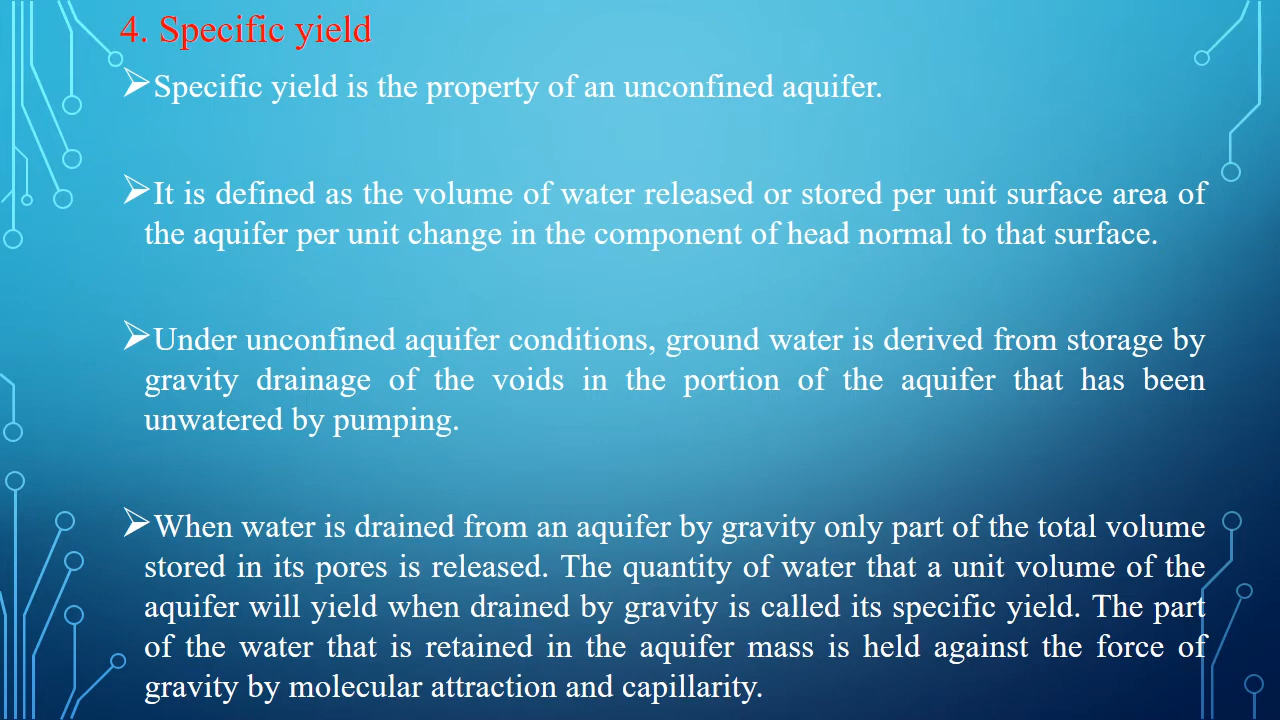 4. Specific yield
➢Specific yield is the property of an unconfined aquifer.
➢It is defined as the volume of water released or stored per unit surface area of
the aquifer per unit change in the component of head normal to that surface.
➢Under unconfined aquifer conditions, ground water is derived from storage by
gravity drainage of the voids in the portion of the aquifer that has been
unwatered by pumping.
➢When water is drained from an aquifer by gravity only part of the total volume
stored in its pores is released. The quantity of water that a unit volume of the
aquifer will yield when drained by gravity is called its specific yield. The part
of the water that is retained in the aquifer mass is held against the force of
gravity by molecular attraction and capillarity.